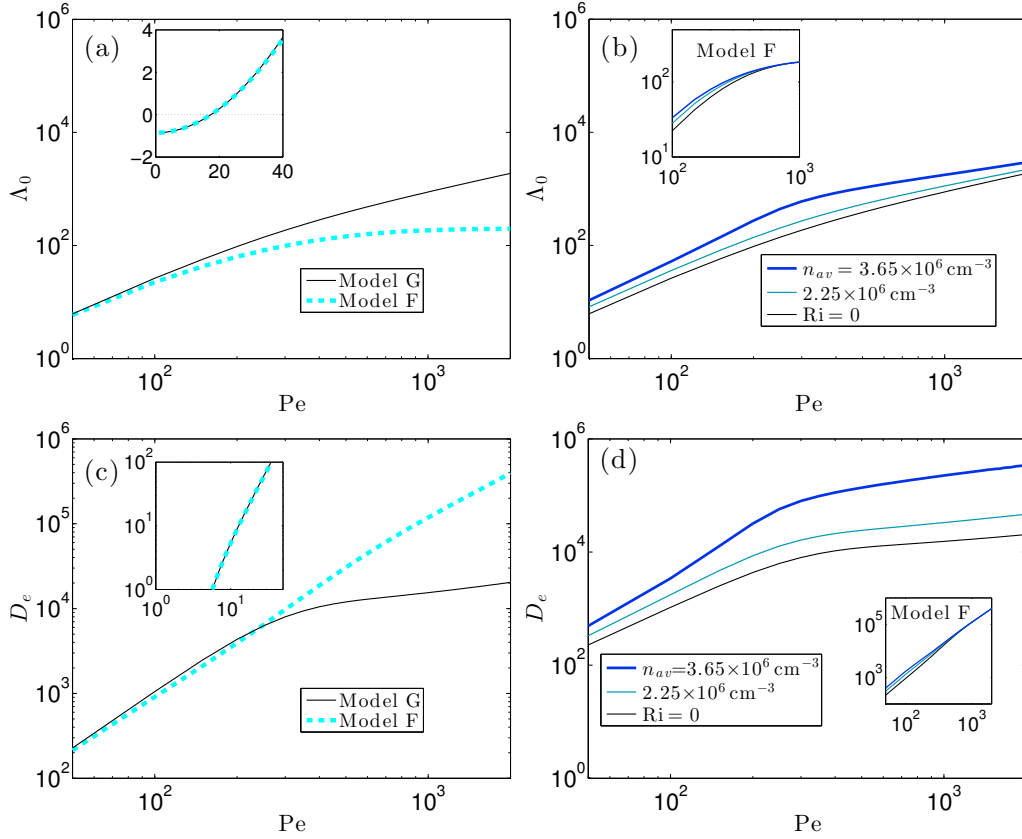 (a)
10^6
10^4
10^2
10^0
Λ_0
4
2
0
−2
0
20
40
Model G
Model F
10^2
10^3
Pe
(b)
10^6
10^4
10^2
10^0
Λ_0
Model F
10^2
10^1
10^2
10^3
n_{av} = 3.65×10^6 cm^{−3}
2.25×10^6 cm^{−3}
Ri = 0
10^2
10^3
Pe
(c)
10^6
10^5
10^4
10^3
10^2
D_e
10^2
10^1
10^0
10^0
10^1
Model G
Model F
10^2
10^3
Pe
(d)
10^6
10^4
10^2
10^0
D_e
n_{av}=3.65×10^6 cm^{−3}
2.25×10^6 cm^{−3}
Ri = 0
Model F
10^5
10^3
10^2
10^3
10^2
10^3
Pe